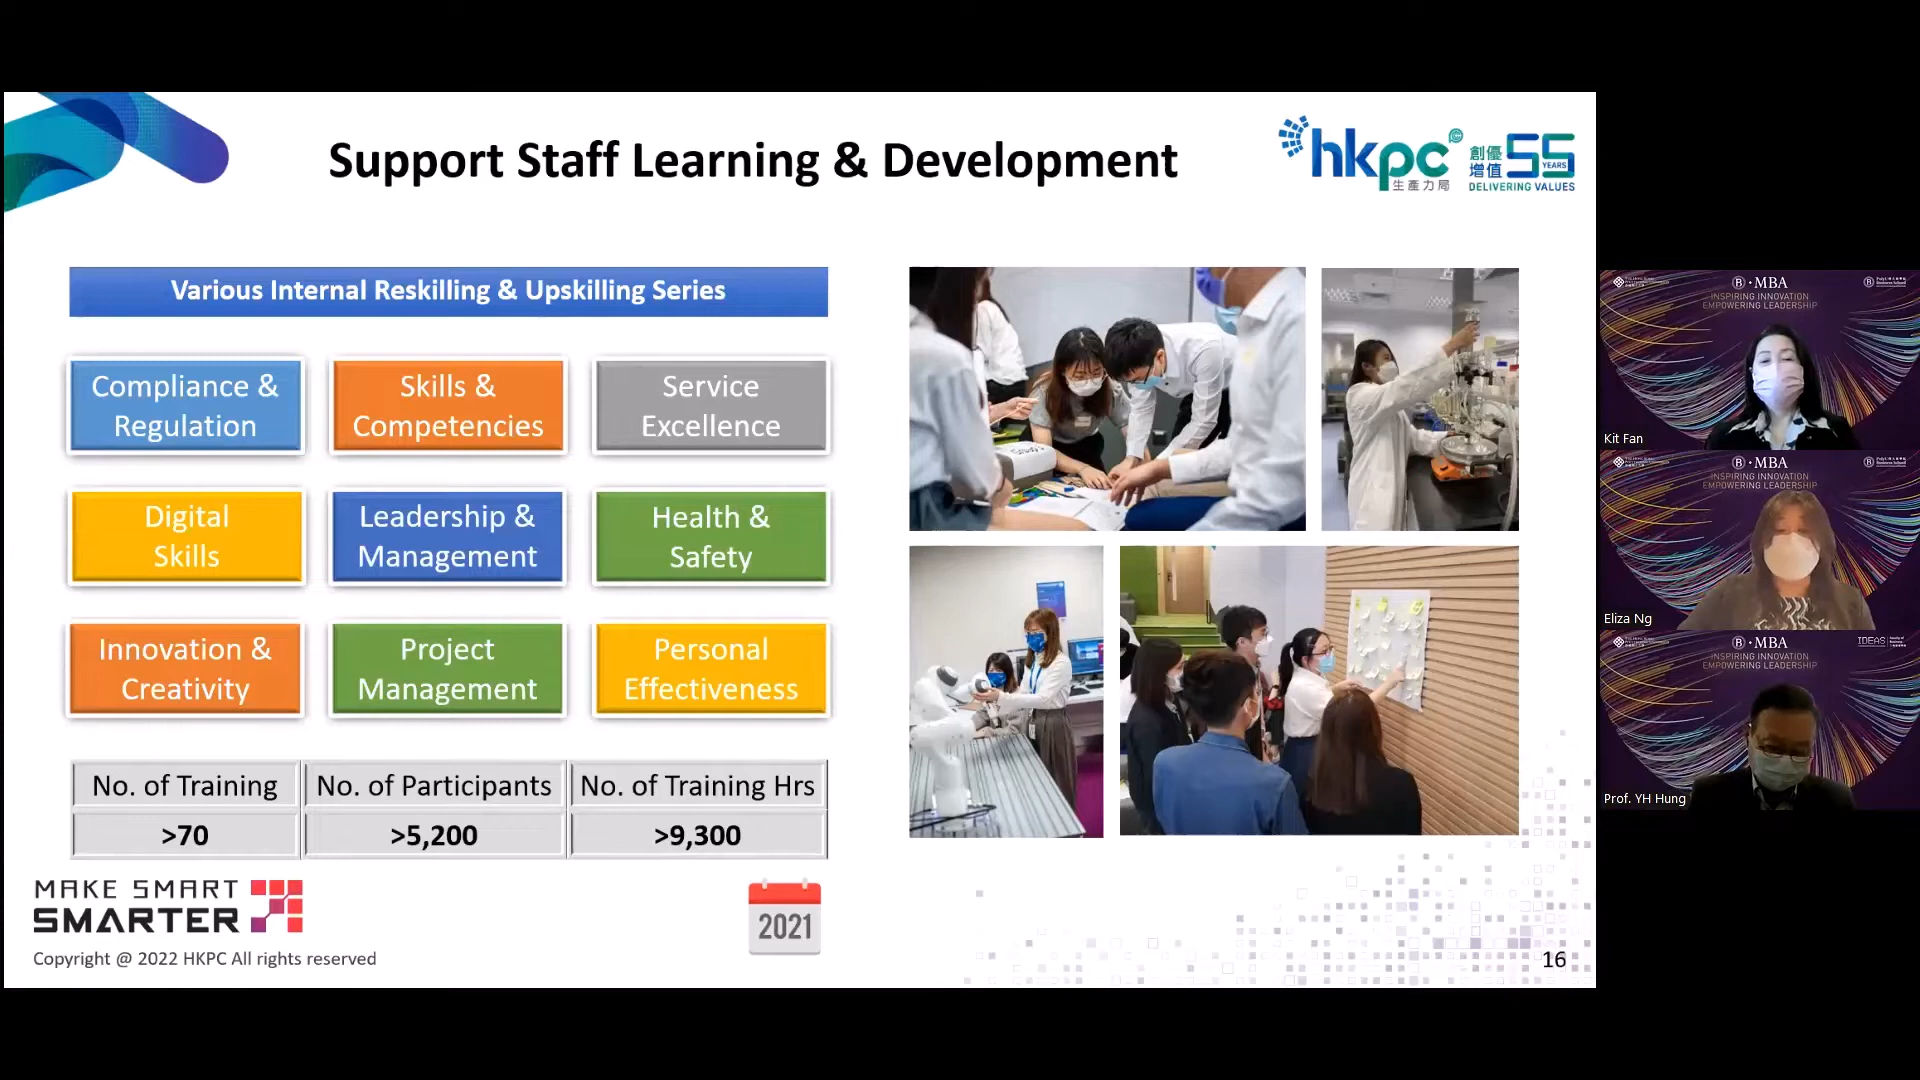 Support Staff Learning & Development
hkpc
生產力局
創優
增值
55
YEARS
DELIVERING VALUES
Various Internal Reskilling & Upskilling Series
Compliance &
Regulation
Skills &
Competencies
Service
Excellence
Digital
Skills
Leadership &
Management
Health &
Safety
Innovation &
Creativity
Project
Management
Personal
Effectiveness
No. of Training
No. of Participants
No. of Training Hrs
>70
>5,200
>9,300
MAKE SMART
SMARTER
2021
Copyright @ 2022 HKPC All rights reserved
16
B · MBA
INSPIRING INNOVATION
EMPOWERING LEADERSHIP
Kit Fan
B · MBA
INSPIRING INNOVATION
EMPOWERING LEADERSHIP
Eliza Ng
B · MBA
IDEAS
INSPIRING INNOVATION
EMPOWERING LEADERSHIP
Prof. YH Hung